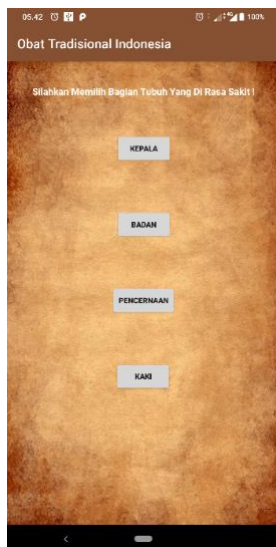 05.42 100%
Obat Tradisional Indonesia
Silahkan Memilih Bagian Tubuh Yang Di Rasa Sakit !
KEPALA
BADAN
PENCERNAAN
KAKI